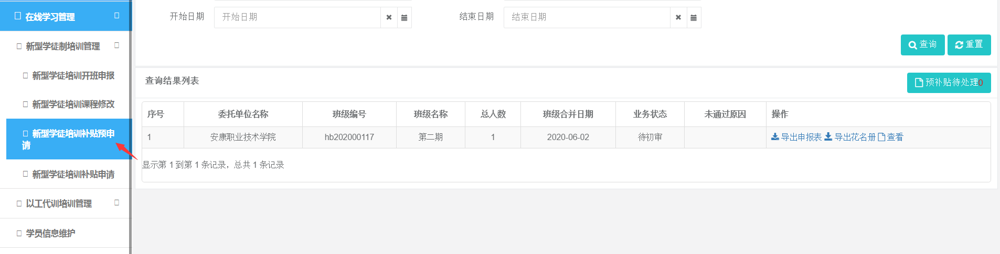 在线学习管理
新型学徒制培训管理
新型学徒培训开班申报
新型学徒培训课程修改
新型学徒培训补贴预申
请
新型学徒培训补贴申请
以工代训培训管理
学员信息维护
开始日期 开始日期 结束日期 结束日期
查询 重置
查询结果列表 预补贴待处理0
序号 委托单位名称 班级编号 班级名称 总人数 班级合并日期 业务状态 未通过原因 操作
1 安康职业技术学院 hb202000117 第二期 1 2020-06-02 待初审 导出申报表 导出花名册 查看
显示第 1 到第 1 条记录，总共 1 条记录